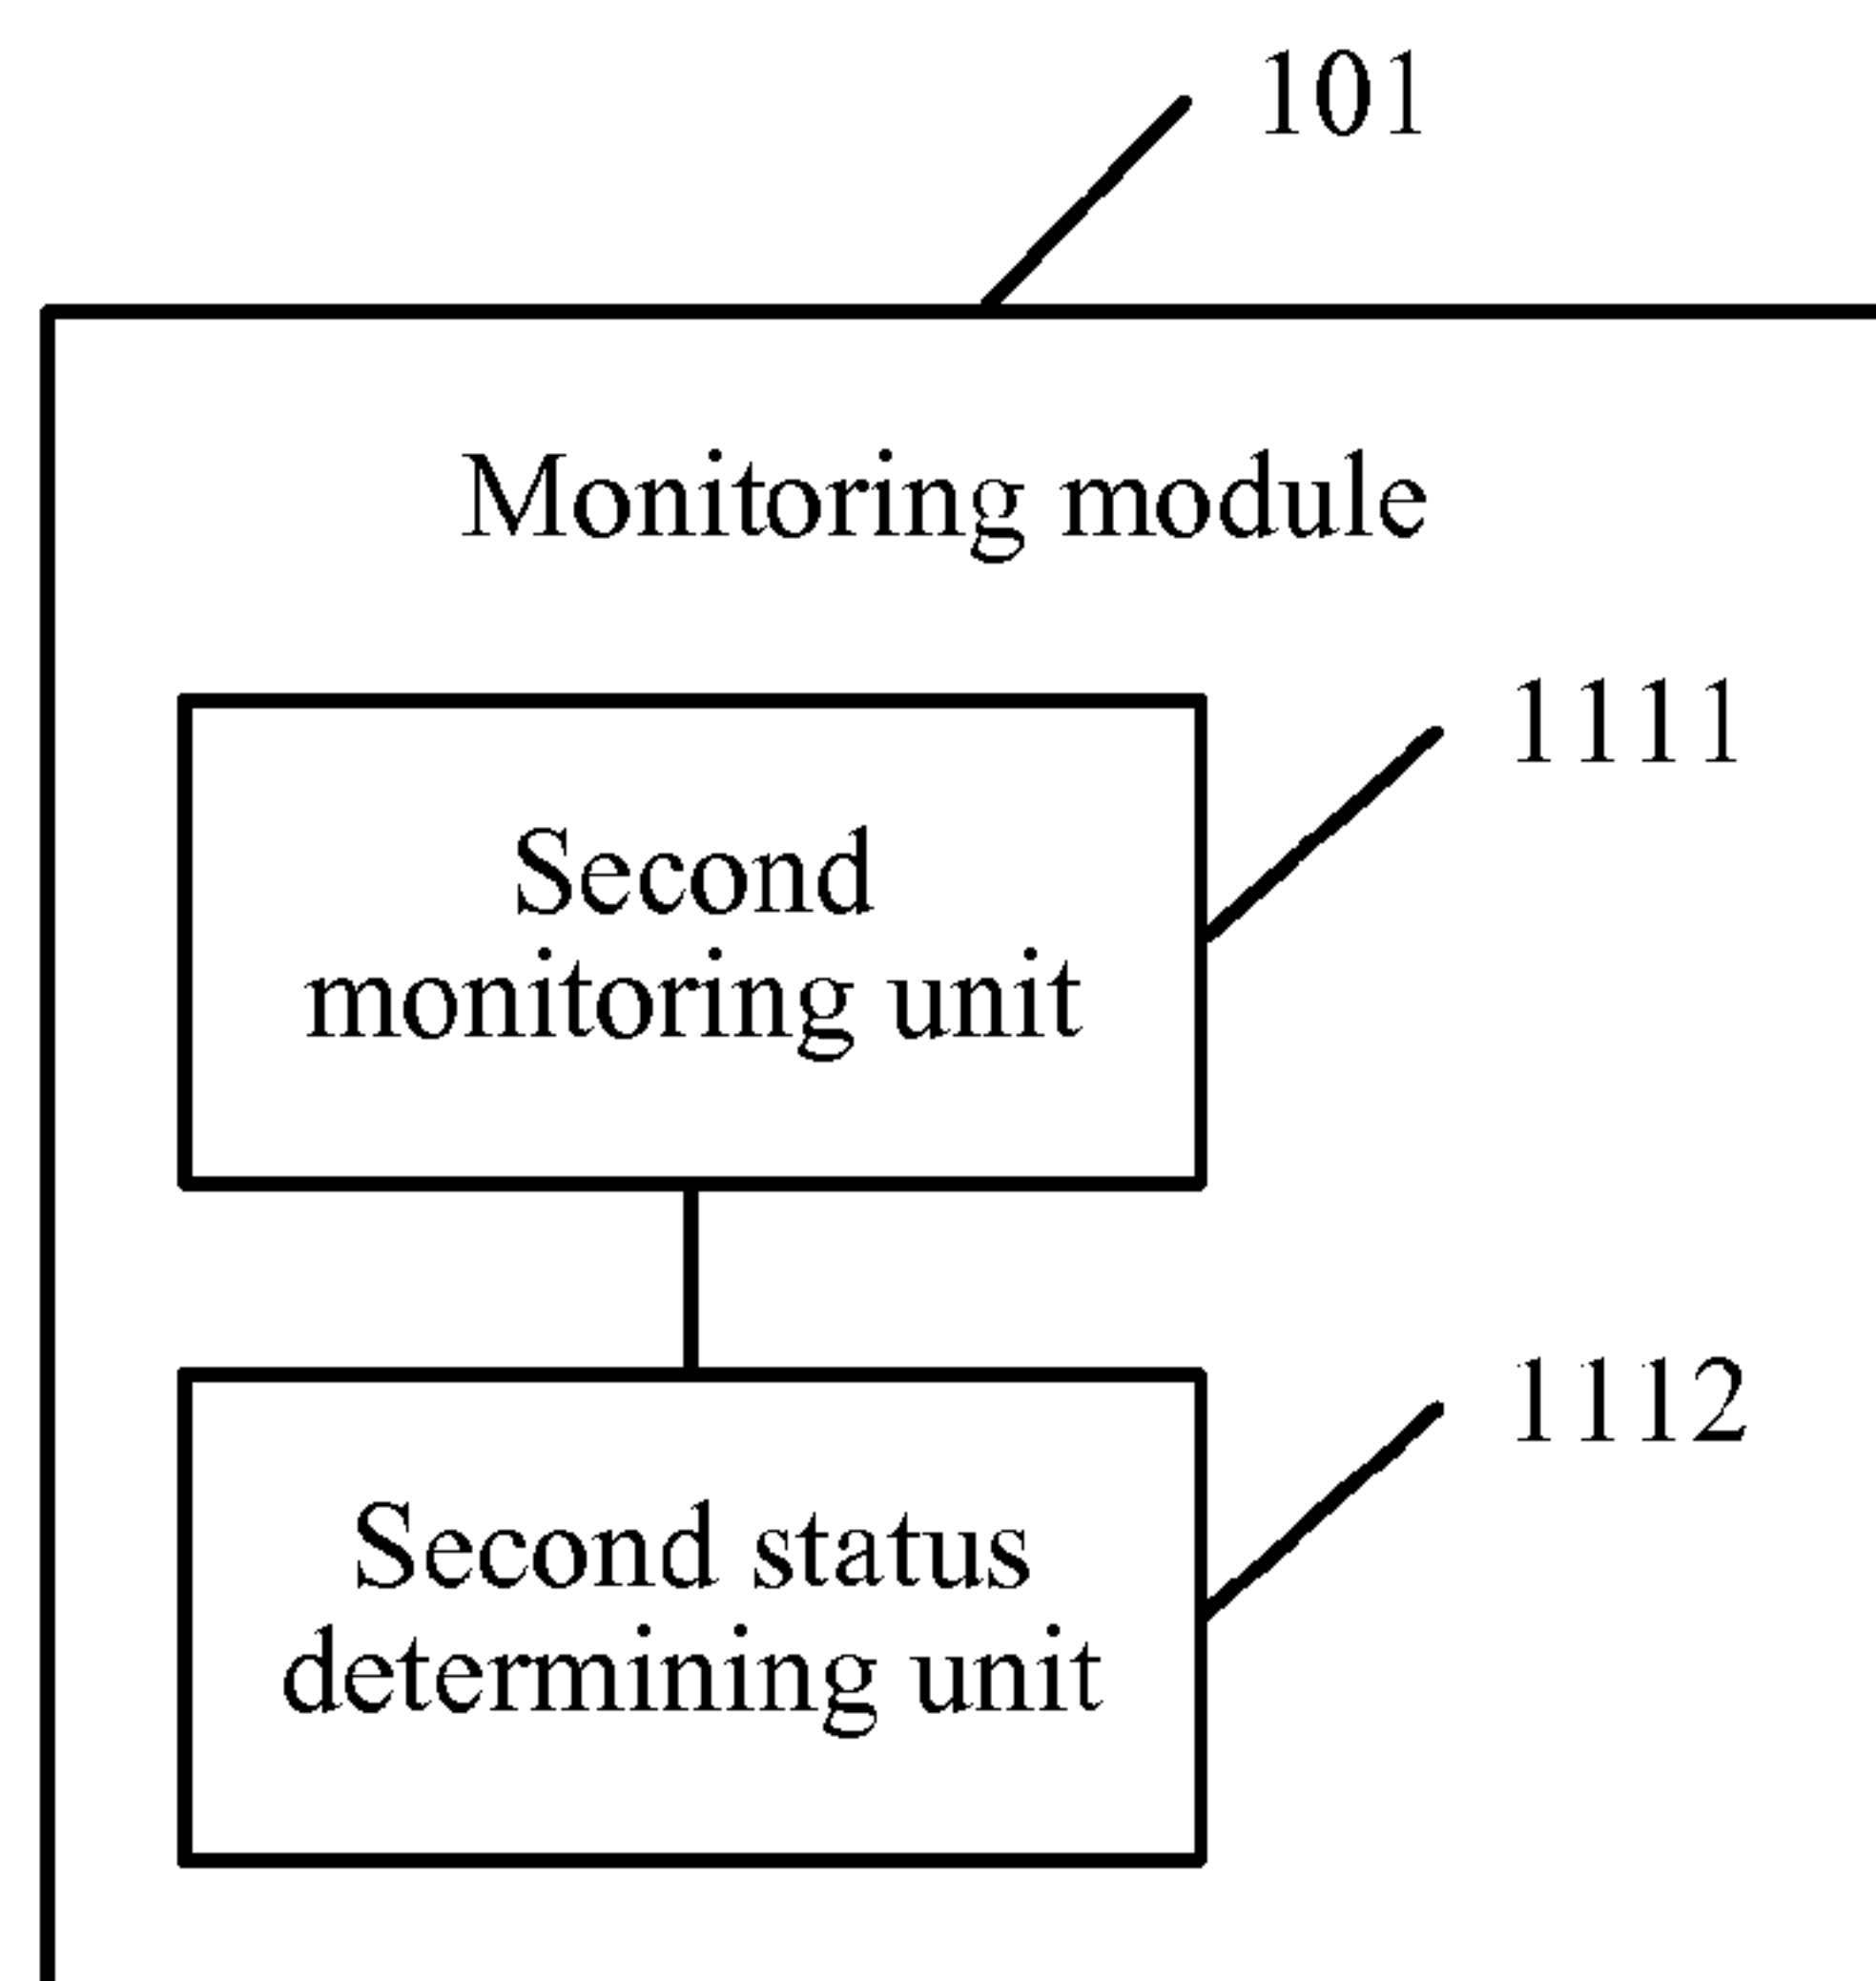 101
Monitoring module
1111
Second
monitoring unit
1112
Second status
determining unit